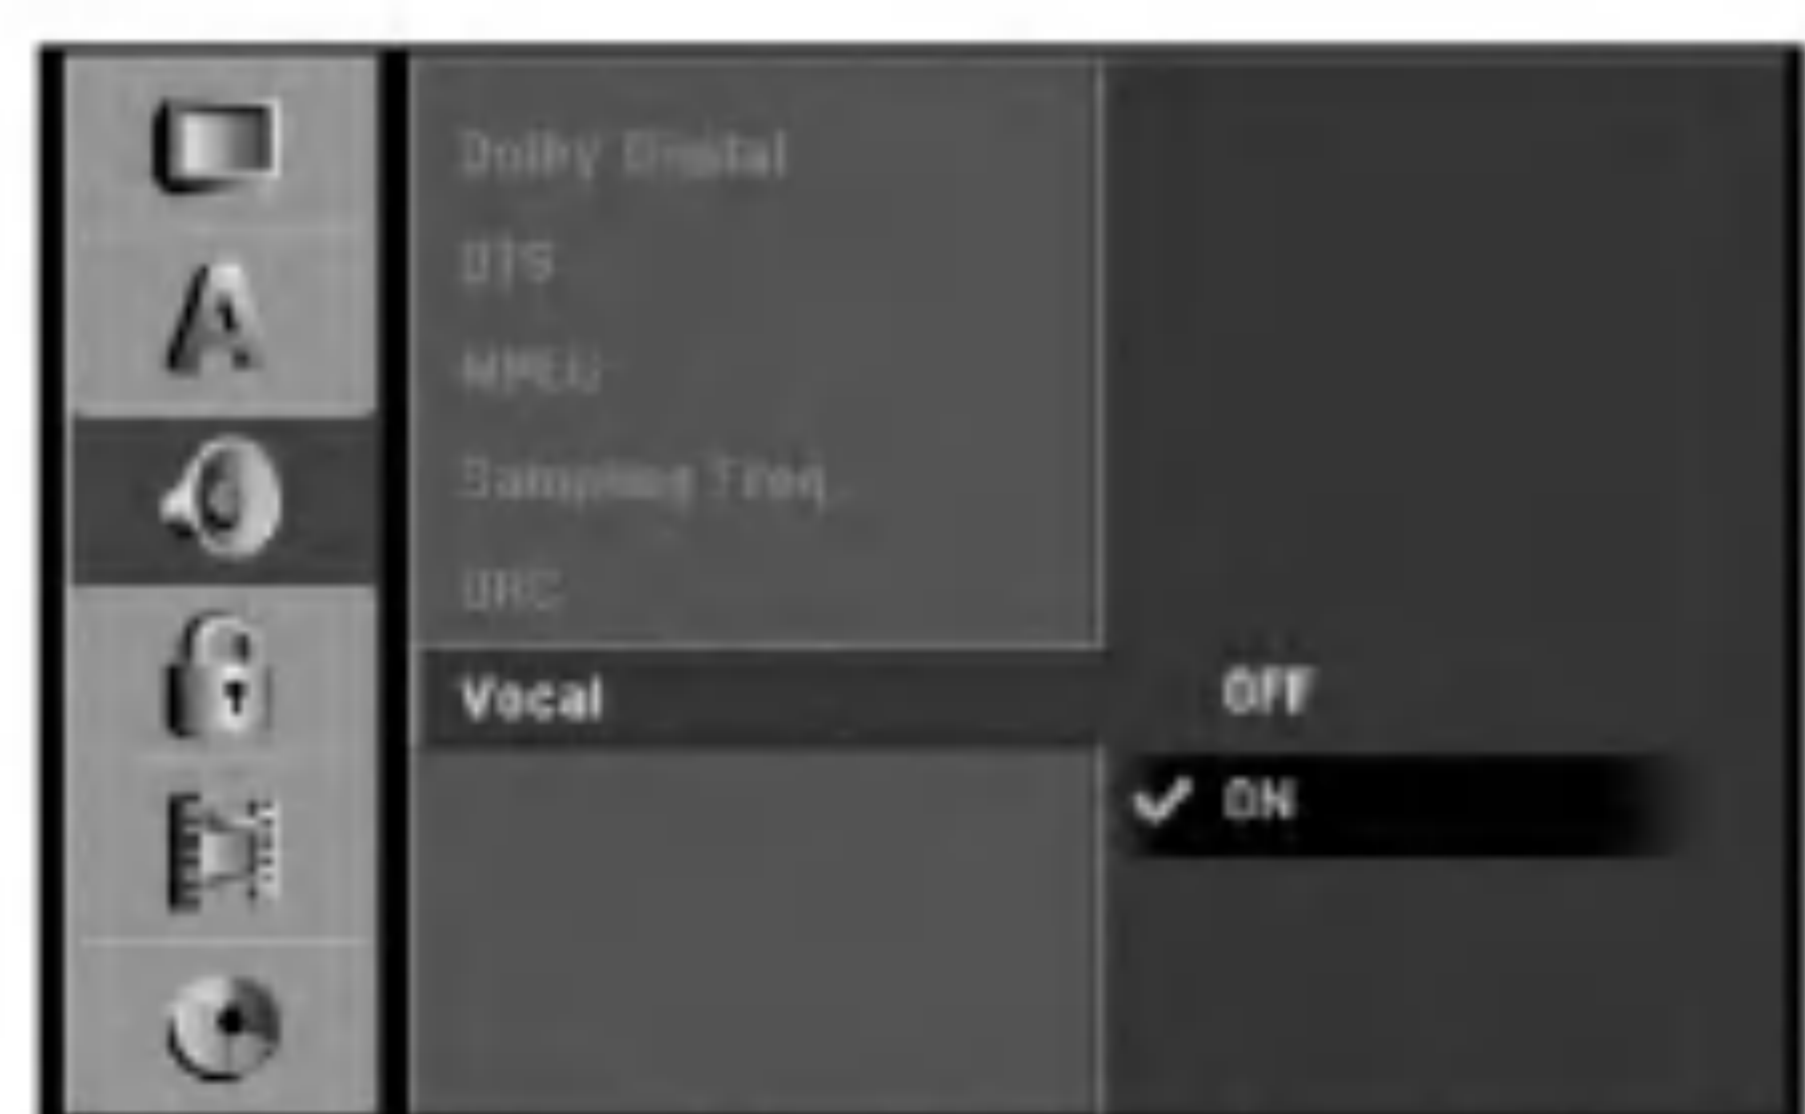 A
Dolby Digital
DTS
MPEG
Sampling Freq.
DRC
Vocal
OFF
ON